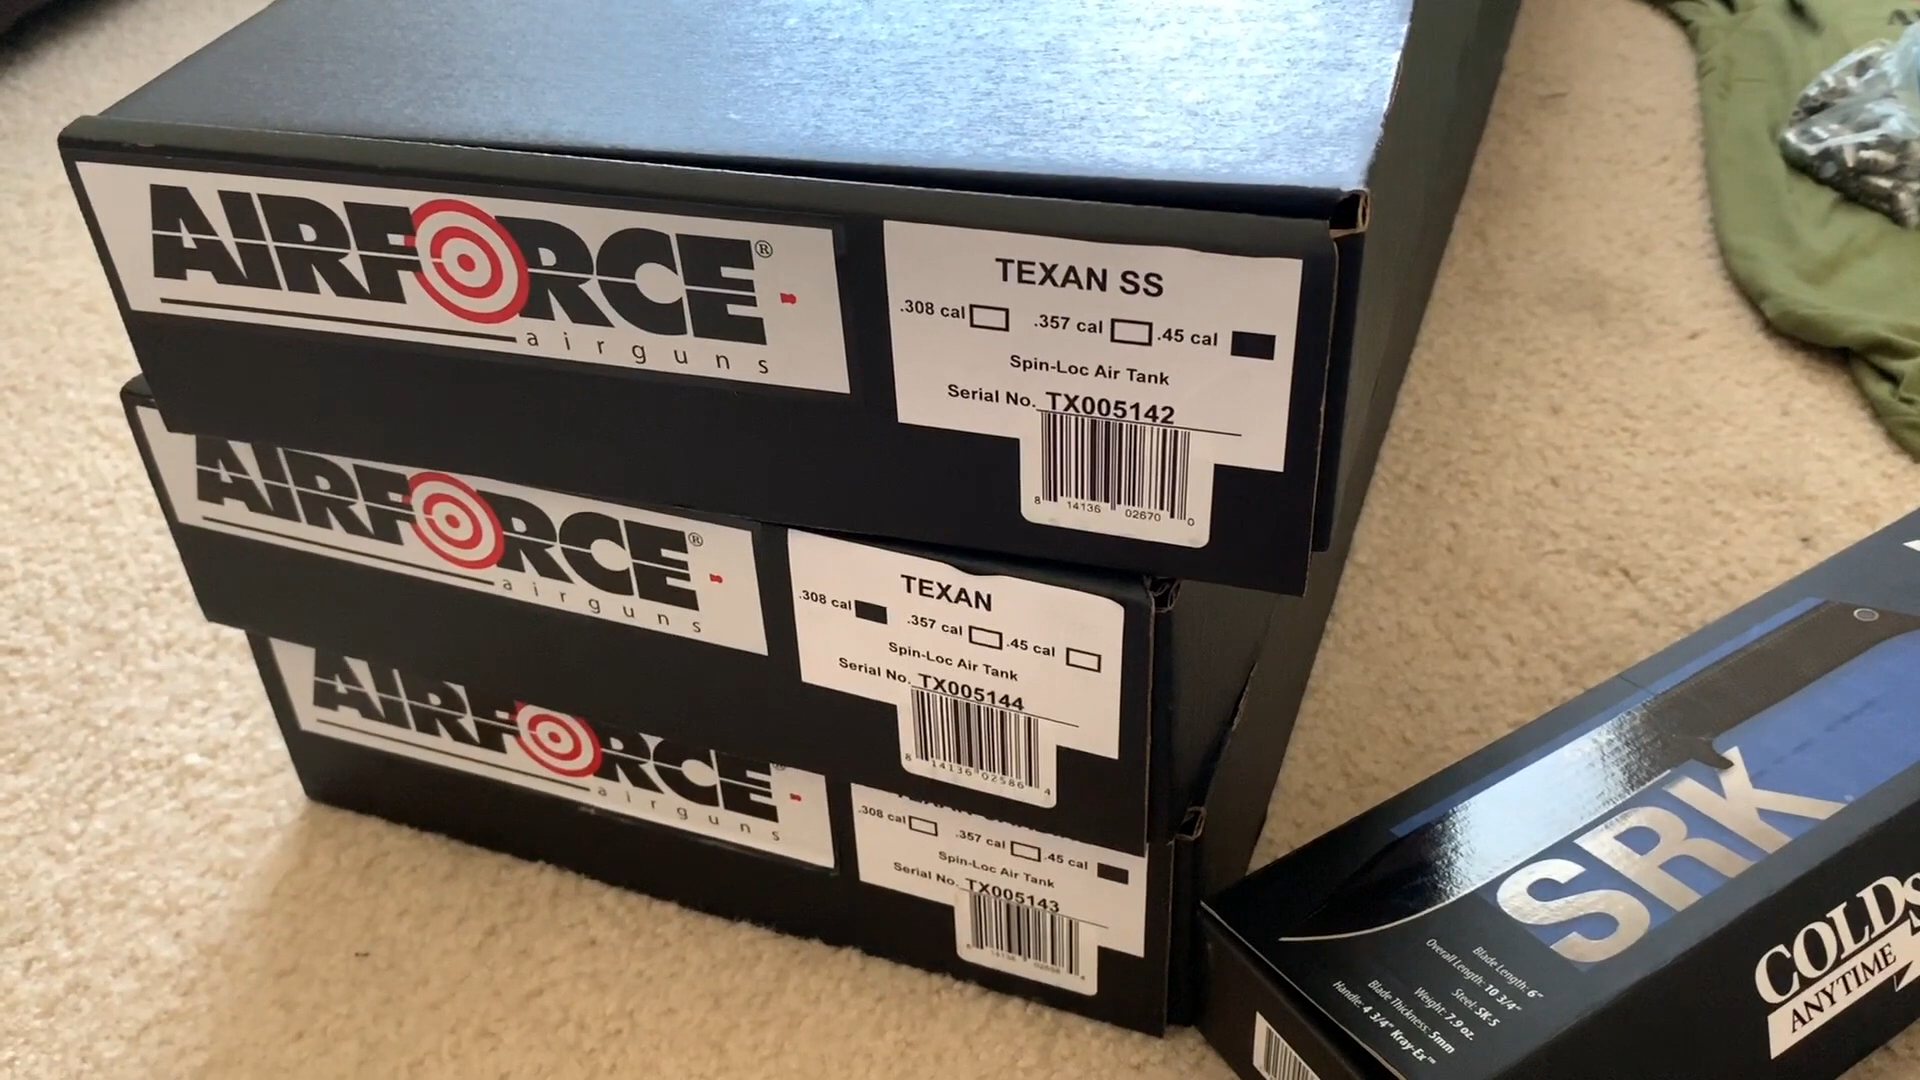 AIRFORCE®
airguns
TEXAN SS
.308 cal .357 cal .45 cal
Spin-Loc Air Tank
Serial No. TX005142
8 14136 02670 0
AIRFORCE®
airguns
TEXAN
.308 cal .357 cal .45 cal
Spin-Loc Air Tank
Serial No. TX005144
8 14136 02586 4
AIRFORCE
airguns
.308 cal .357 cal .45 cal
Spin-Loc Air Tank
Serial No. TX005143
SRK
Blade Length: 6"
Overall Length: 10 3/4"
Steel: SK-5
Weight: 7.9 oz.
Blade Thickness: 5mm
Handle: 4 3/4" Kray-Ex™
COLD
ANYTIME